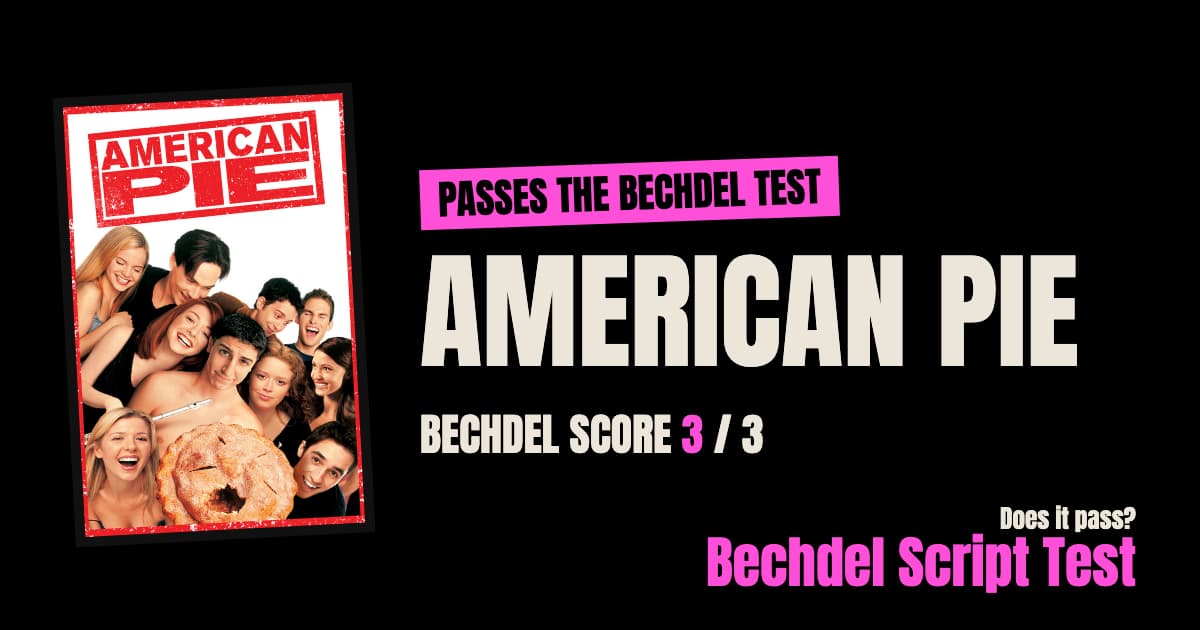 AMERICAN
PIE
PASSES THE BECHDEL TEST
AMERICAN PIE
BECHDEL SCORE 3 / 3
Does it pass?
Bechdel Script Test